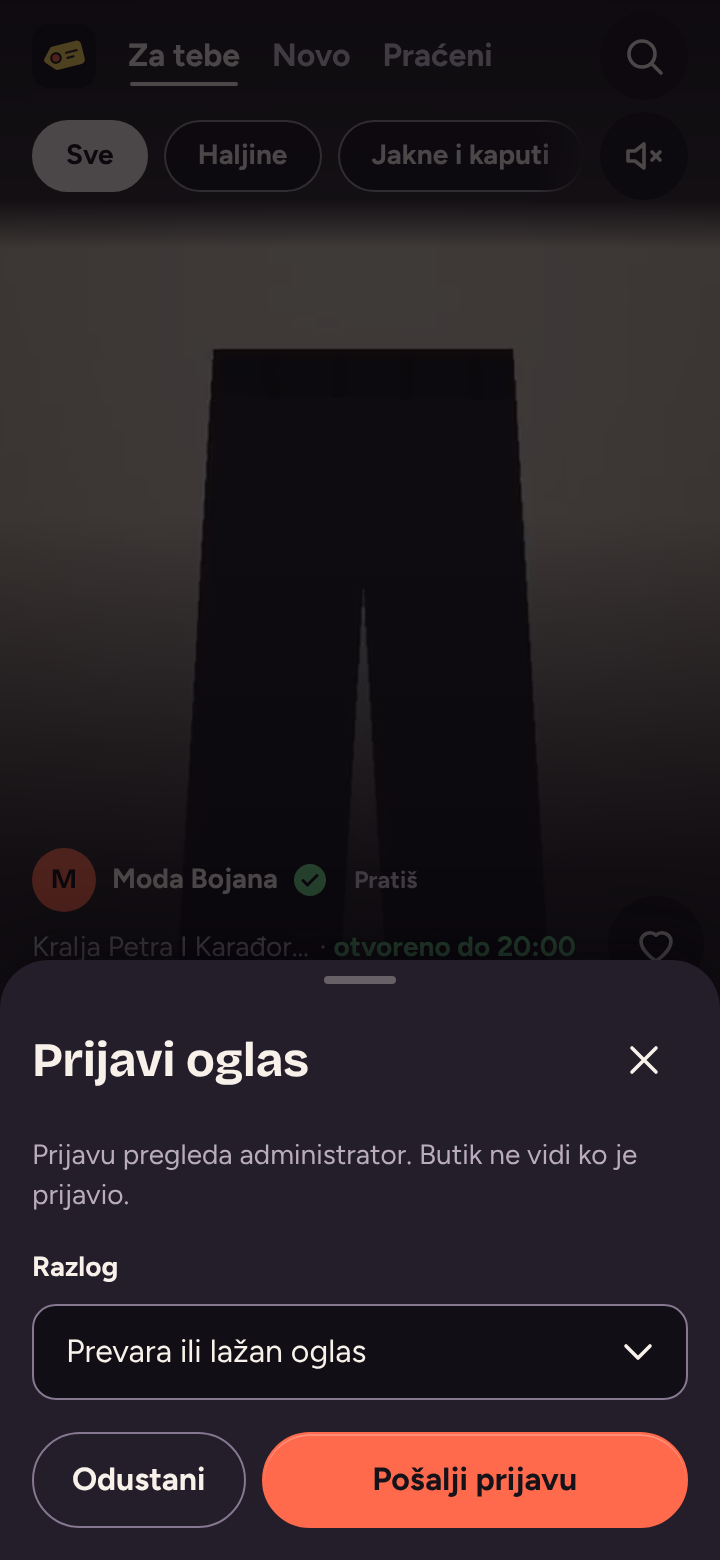 Za tebe Novo Praćeni
Sve Haljine Jakne i kaputi
M Moda Bojana Pratiš
Kralja Petra I Karađor... · otvoreno do 20:00
Prijavi oglas
Prijavu pregleda administrator. Butik ne vidi ko je
prijavio.
Razlog
Prevara ili lažan oglas
Odustani Pošalji prijavu